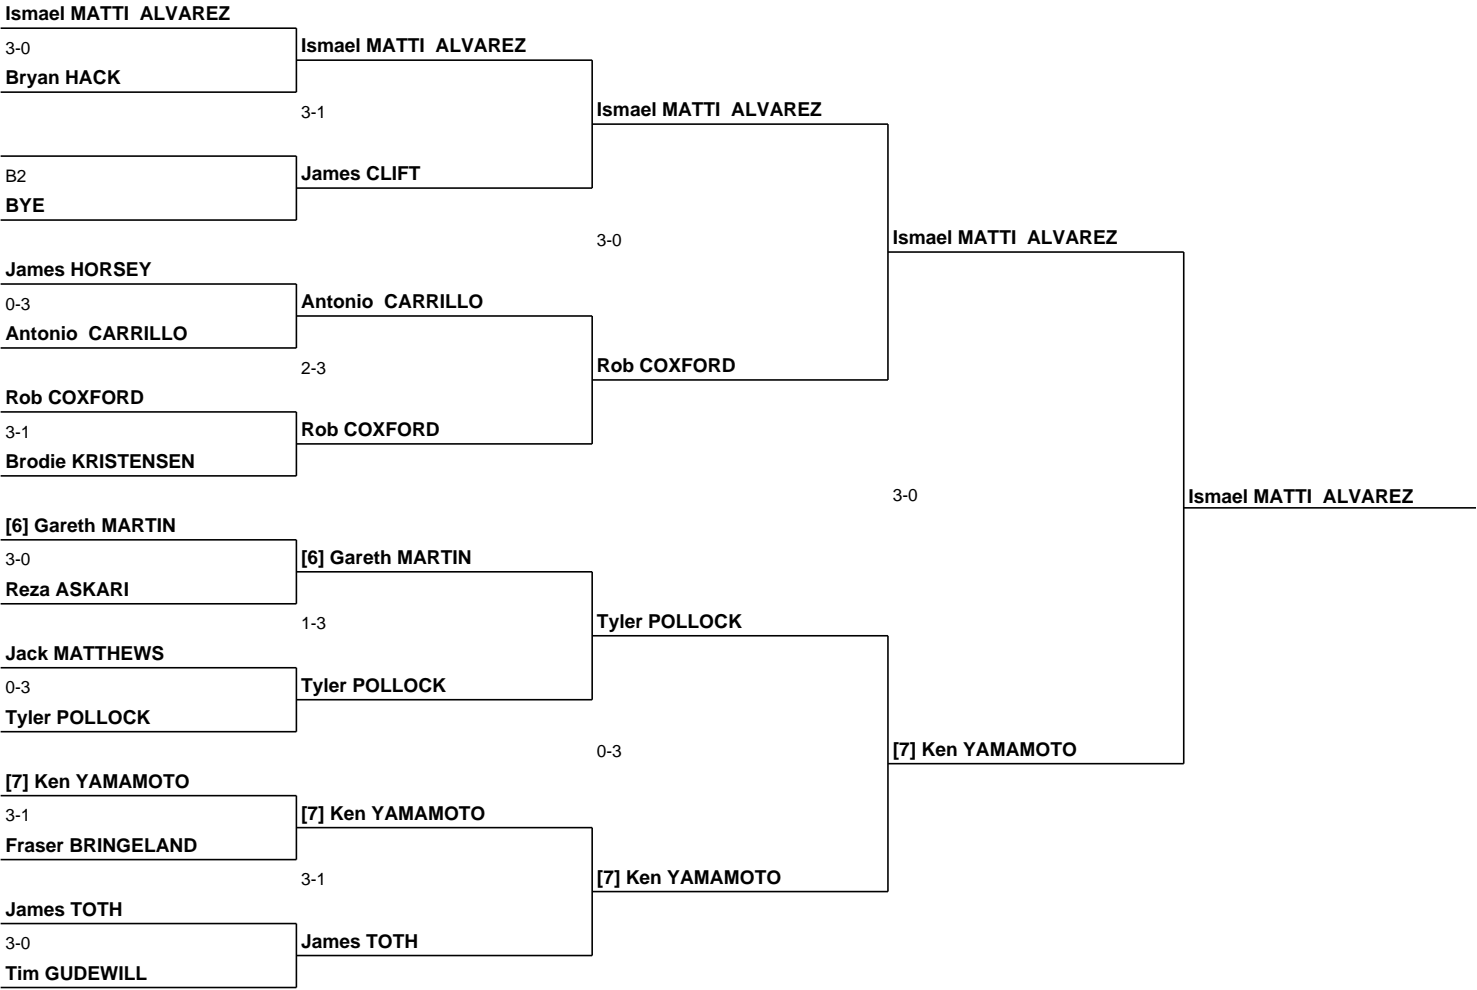 Ismael MATTI  ALVAREZ
3-0
Bryan HACK
B2
BYE
James HORSEY
0-3
Antonio  CARRILLO
Rob COXFORD
3-1
Brodie KRISTENSEN
[6] Gareth MARTIN
3-0
Reza ASKARI
Jack MATTHEWS
0-3
Tyler POLLOCK
[7] Ken YAMAMOTO
3-1
Fraser BRINGELAND
James TOTH
3-0
Tim GUDEWILL
Ismael MATTI  ALVAREZ
3-1
James CLIFT
Antonio  CARRILLO
2-3
Rob COXFORD
[6] Gareth MARTIN
1-3
Tyler POLLOCK
[7] Ken YAMAMOTO
3-1
James TOTH
Ismael MATTI  ALVAREZ
3-0
Rob COXFORD
Tyler POLLOCK
0-3
[7] Ken YAMAMOTO
Ismael MATTI  ALVAREZ
3-0
[7] Ken YAMAMOTO
Ismael MATTI  ALVAREZ